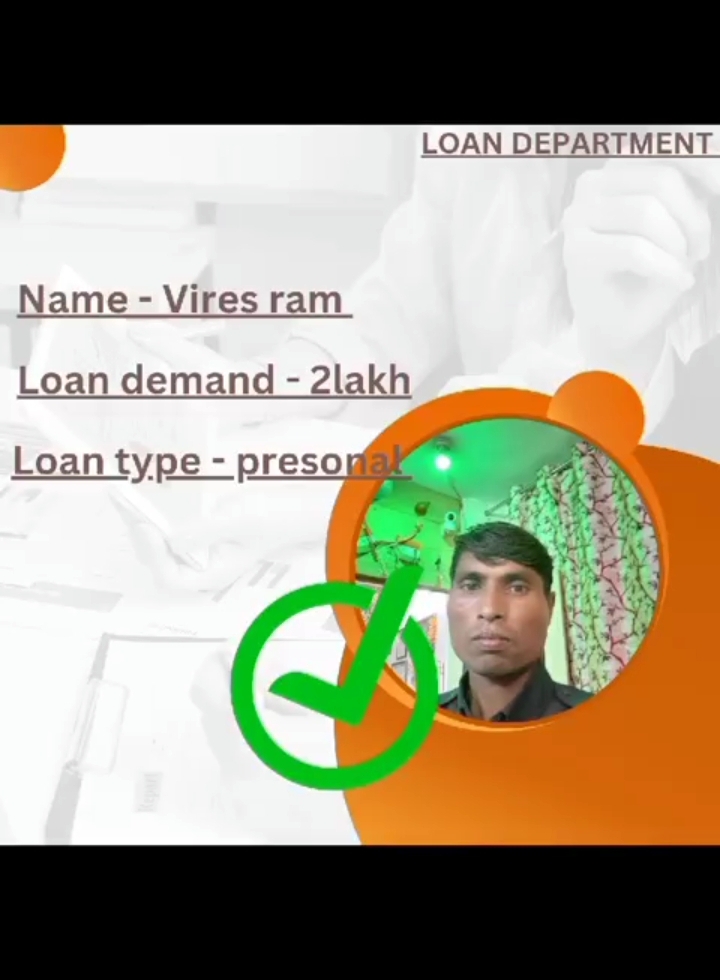 LOAN DEPARTMENT
Name - Vires ram
Loan demand - 2lakh
Loan type - presonal